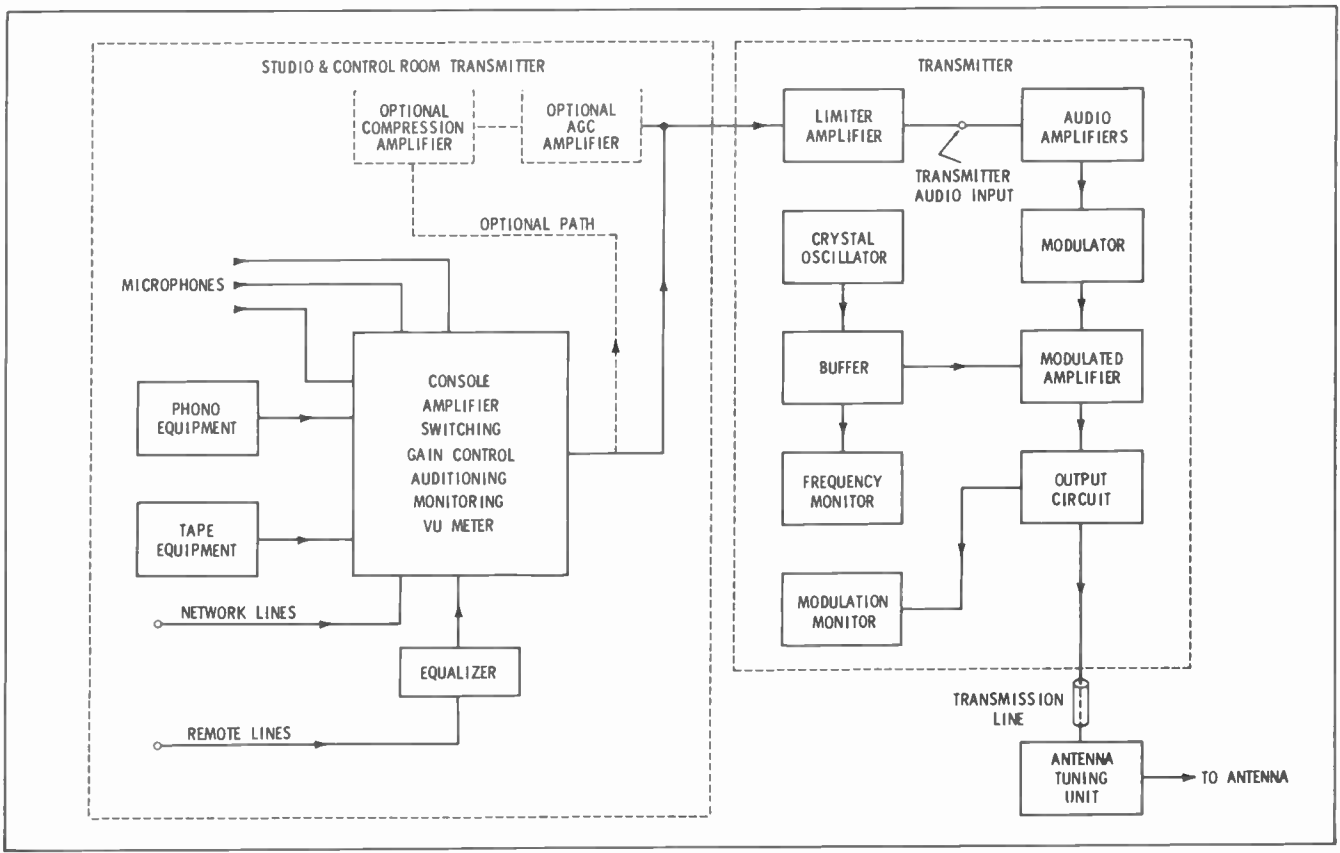 STUDIO & CONTROL ROOM TRANSMITTER
OPTIONAL
COMPRESSION
AMPLIFIER
OPTIONAL
AGC
AMPLIFIER
OPTIONAL PATH
MICROPHONES
PHONO
EQUIPMENT
TAPE
EQUIPMENT
CONSOLE
AMPLIFIER
SWITCHING
GAIN CONTROL
AUDITIONING
MONITORING
VU METER
NETWORK LINES
EQUALIZER
REMOTE LINES
TRANSMITTER
LIMITER
AMPLIFIER
TRANSMITTER
AUDIO INPUT
AUDIO
AMPLIFIERS
CRYSTAL
OSCILLATOR
MODULATOR
BUFFER
MODULATED
AMPLIFIER
FREQUENCY
MONITOR
OUTPUT
CIRCUIT
MODULATION
MONITOR
TRANSMISSION
LINE
ANTENNA
TUNING
UNIT
TO ANTENNA